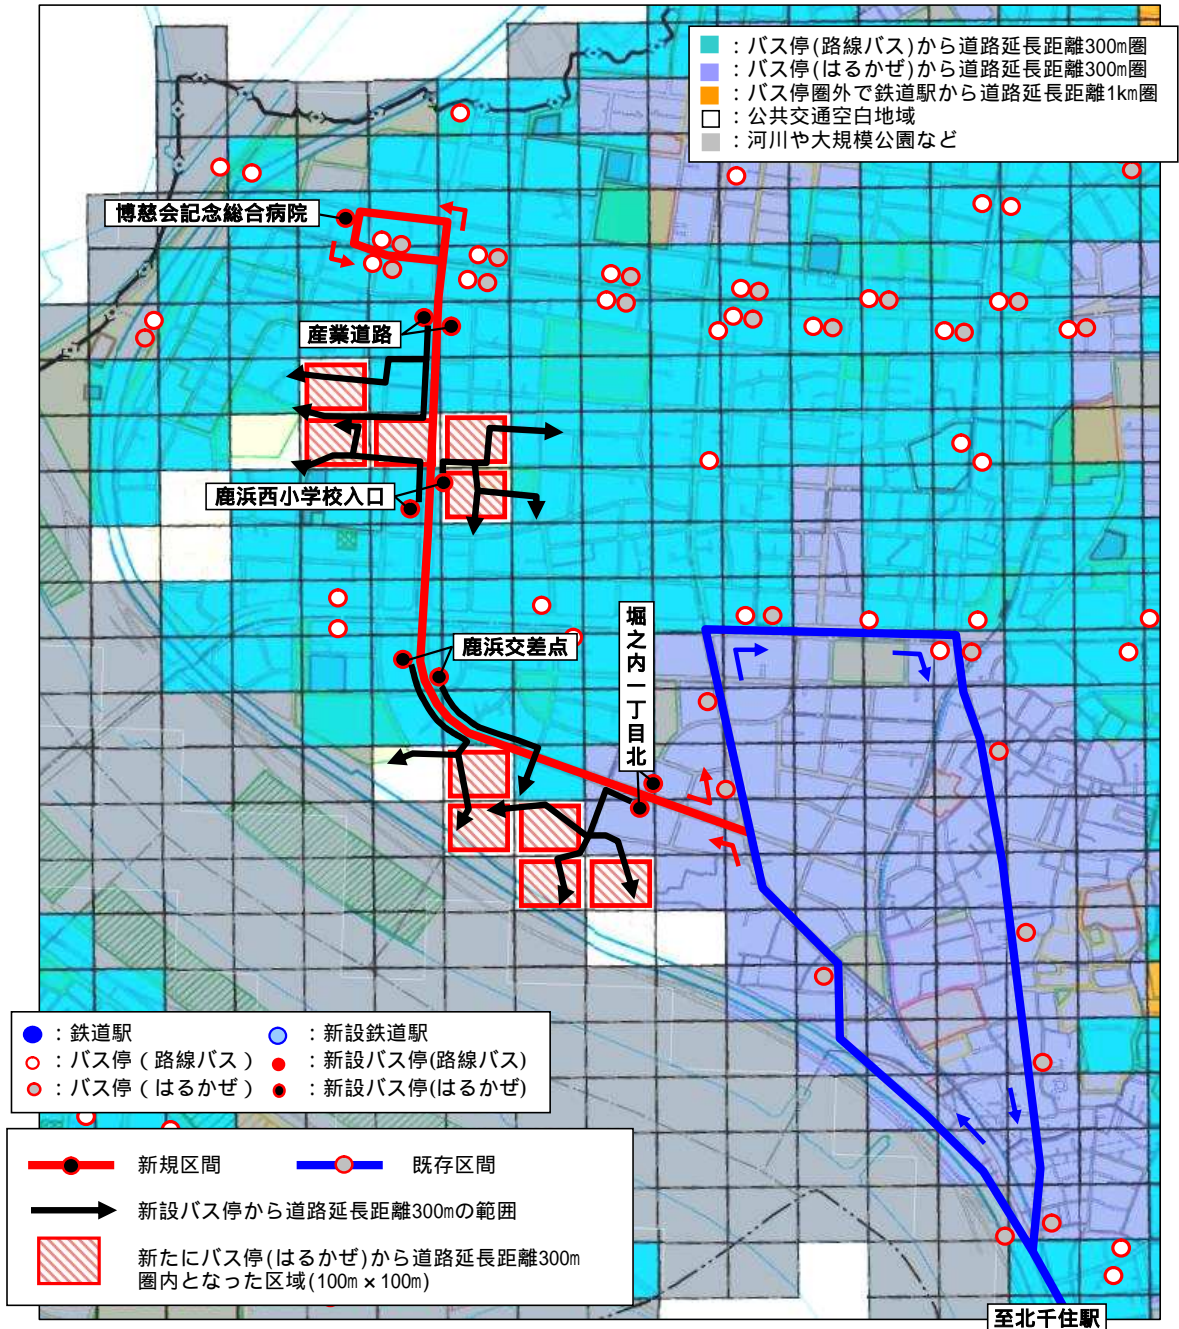 ：バス停(路線バス)から道路延長距離300m圏
：バス停(はるかぜ)から道路延長距離300m圏
：バス停圏外で鉄道駅から道路延長距離1km圏
：公共交通空白地域
：河川や大規模公園など
博慈会記念総合病院
産業道路
鹿浜西小学校入口
鹿浜交差点
堀之内一丁目北
：鉄道駅
：新設鉄道駅
：バス停（路線バス）
：新設バス停(路線バス)
：バス停（はるかぜ）
：新設バス停(はるかぜ)
新規区間
既存区間
新設バス停から道路延長距離300mの範囲
新たにバス停(はるかぜ)から道路延長距離300m
圏内となった区域(100m×100m)
至北千住駅